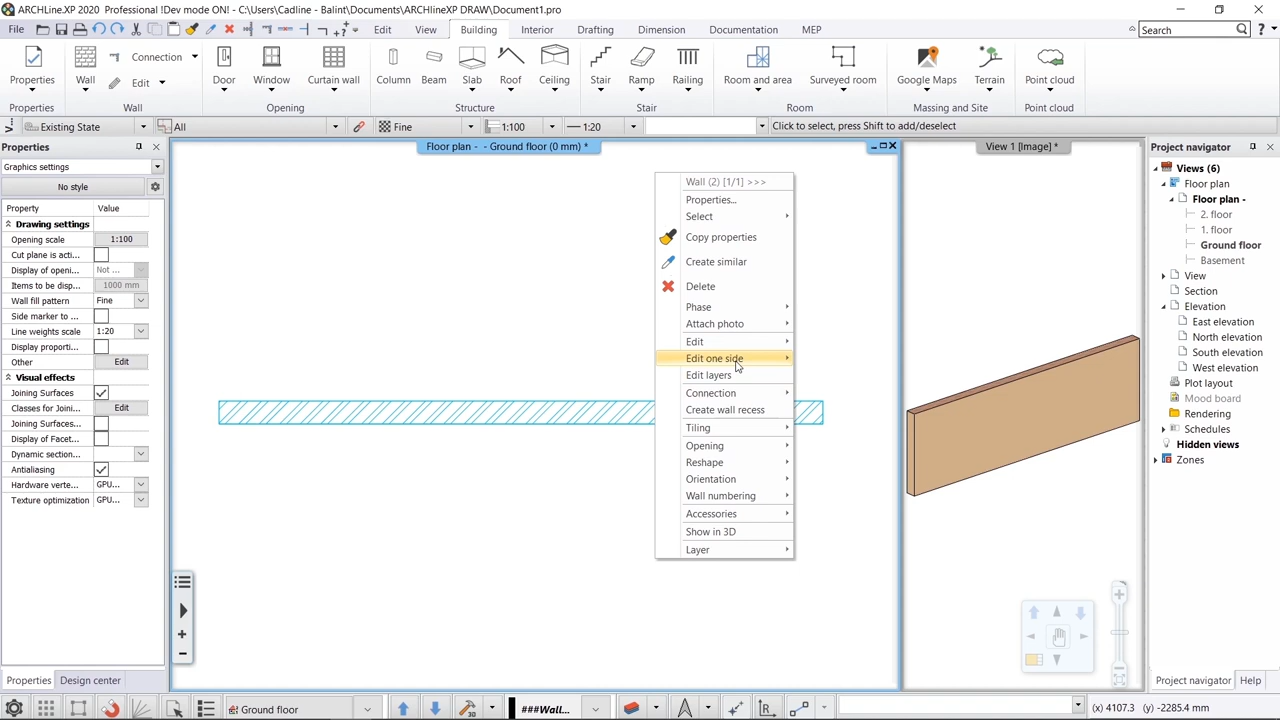 ARCHLine.XP 2020 Professional !Dev mode ON! - C:\Users\Cadline - Balint\Documents\ARCHlineXP DRAW\Document1.pro
File Edit View Building Interior Drafting Dimension Documentation MEP Search
Properties Wall Connection Edit Door Window Curtain wall Column Beam Slab Roof Ceiling Stair Ramp Railing Room and area Surveyed room Google Maps Terrain Point cloud
Properties Wall Opening Structure Stair Room Massing and Site Point cloud
Existing State All Fine 1:100 1:20 Click to select, press Shift to add/deselect
Properties
Graphics settings
No style
Property Value
Drawing settings
Opening scale 1:100
Cut plane is acti...
Display of openi... Not ...
Items to be disp... 1000 mm
Wall fill pattern Fine
Side marker to ...
Line weights scale 1:20
Display proporti...
Other Edit
Visual effects
Joining Surfaces
Classes for Joini... Edit
Joining Surfaces...
Display of Facet...
Dynamic section...
Antialiasing
Hardware verte... GPU...
Texture optimization GPU...
Properties Design center
Floor plan - - Ground floor (0 mm) *
Wall (2) [1/1] >>>
Properties...
Select
Copy properties
Create similar
Delete
Phase
Attach photo
Edit
Edit one side
Edit layers
Connection
Create wall recess
Tiling
Opening
Reshape
Orientation
Wall numbering
Accessories
Show in 3D
Layer
View 1 [Image] *
Project navigator
Views (6)
Floor plan
Floor plan -
2. floor
1. floor
Ground floor
Basement
View
Section
Elevation
East elevation
North elevation
South elevation
West elevation
Plot layout
Mood board
Rendering
Schedules
Hidden views
Zones
Project navigator Help
Ground floor ###Wall... (x) 4107.3 (y) -2285.4 mm